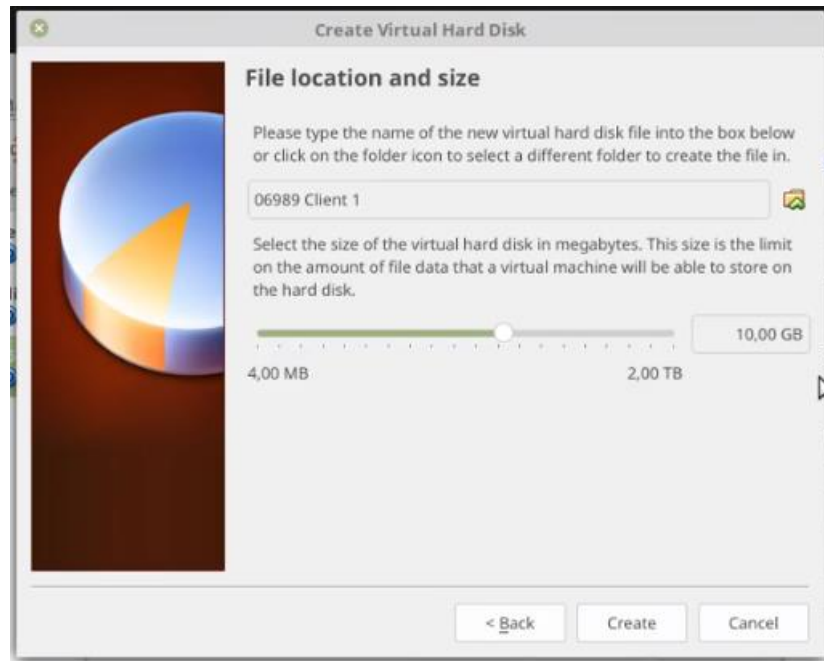 Create Virtual Hard Disk
File location and size
Please type the name of the new virtual hard disk file into the box below
or click on the folder icon to select a different folder to create the file in.
06989 Client 1
Select the size of the virtual hard disk in megabytes. This size is the limit
on the amount of file data that a virtual machine will be able to store on
the hard disk.
10,00 GB
4,00 MB 2,00 TB
< Back Create Cancel